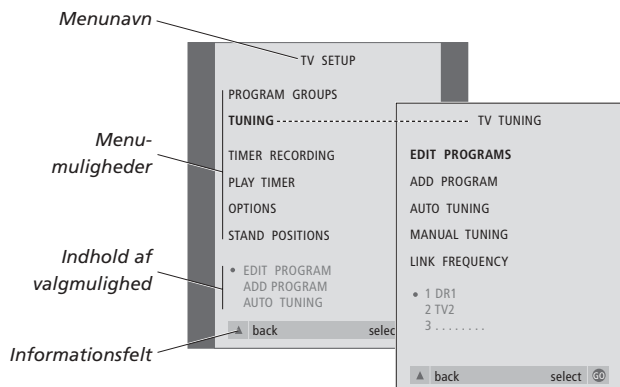 Menunavn
TV SETUP
PROGRAM GROUPS
TUNING
TIMER RECORDING
PLAY TIMER
OPTIONS
STAND POSITIONS
• EDIT PROGRAM
ADD PROGRAM
AUTO TUNING
▲ back selec
Menu-
muligheder
Indhold af
valgmulighed
Informationsfelt
TV TUNING
EDIT PROGRAMS
ADD PROGRAM
AUTO TUNING
MANUAL TUNING
LINK FREQUENCY
• 1 DR1
2 TV2
3 . . . . . . . .
▲ back select GO